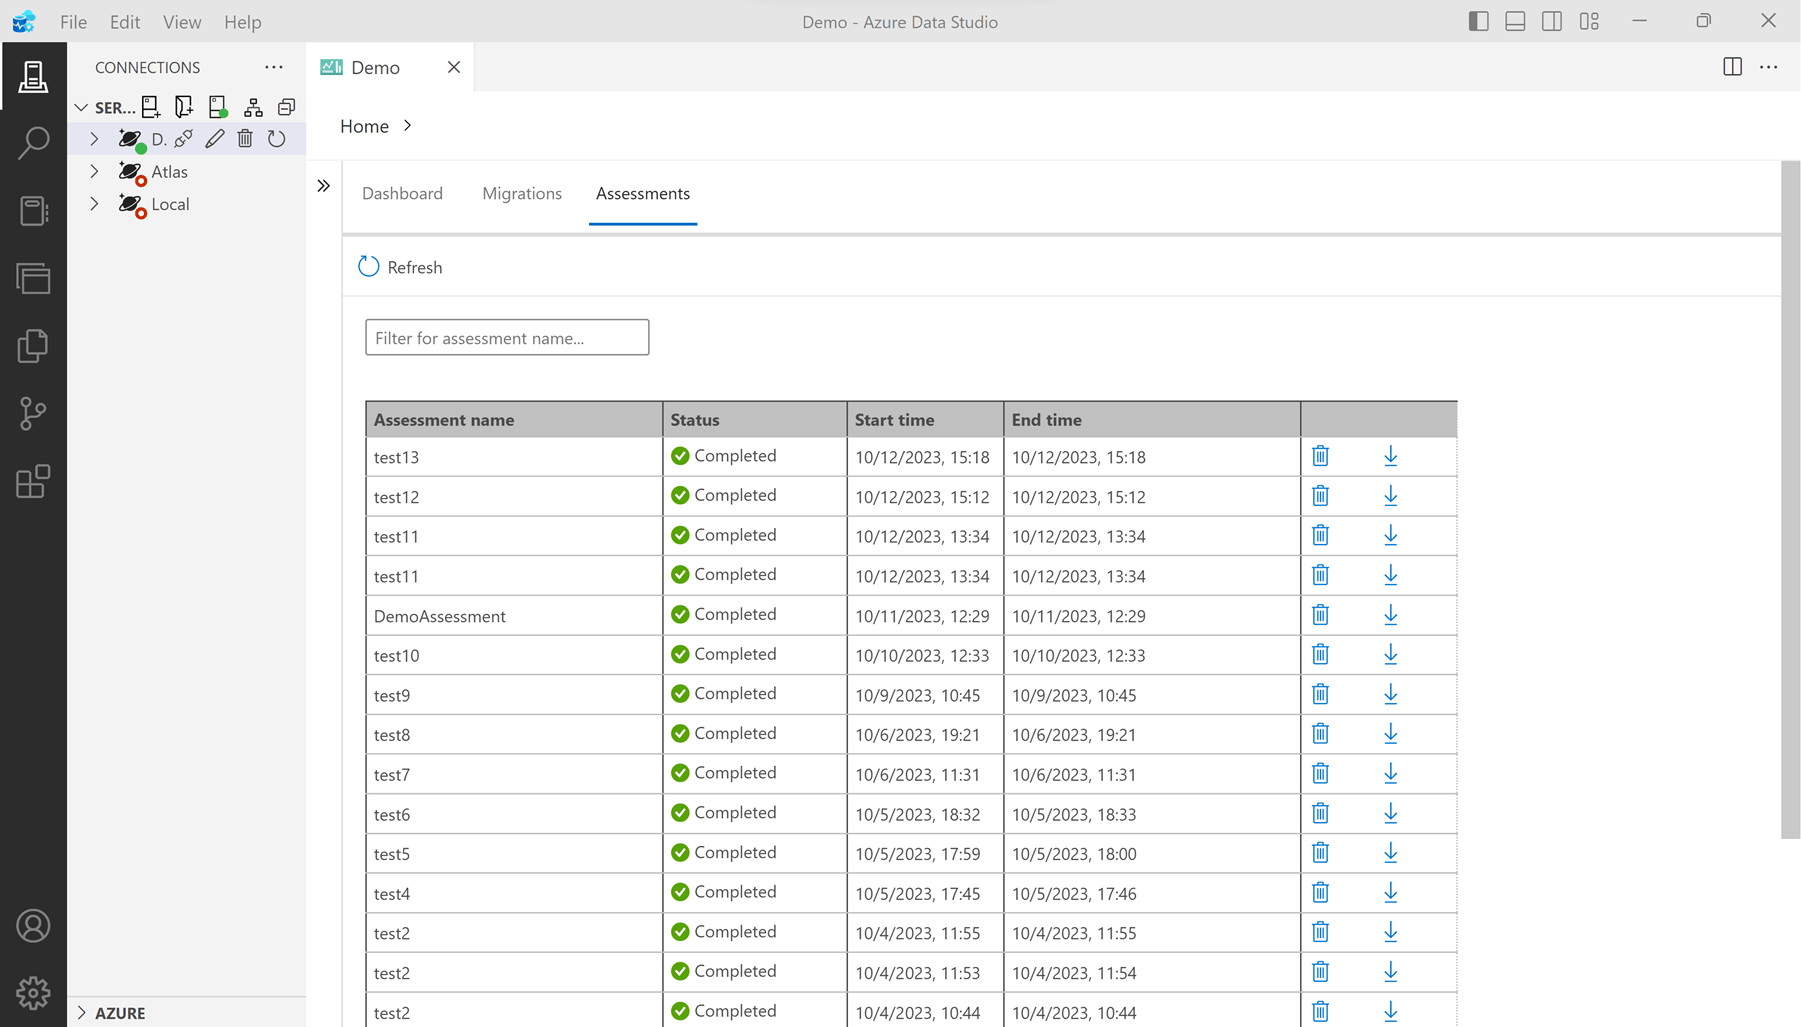 File Edit View Help
Demo - Azure Data Studio
CONNECTIONS
SER...
D.
Atlas
Local
AZURE
Demo
Home
Dashboard Migrations Assessments
Refresh
Filter for assessment name...
Assessment name Status Start time End time
test13 Completed 10/12/2023, 15:18 10/12/2023, 15:18
test12 Completed 10/12/2023, 15:12 10/12/2023, 15:12
test11 Completed 10/12/2023, 13:34 10/12/2023, 13:34
test11 Completed 10/12/2023, 13:34 10/12/2023, 13:34
DemoAssessment Completed 10/11/2023, 12:29 10/11/2023, 12:29
test10 Completed 10/10/2023, 12:33 10/10/2023, 12:33
test9 Completed 10/9/2023, 10:45 10/9/2023, 10:45
test8 Completed 10/6/2023, 19:21 10/6/2023, 19:21
test7 Completed 10/6/2023, 11:31 10/6/2023, 11:31
test6 Completed 10/5/2023, 18:32 10/5/2023, 18:33
test5 Completed 10/5/2023, 17:59 10/5/2023, 18:00
test4 Completed 10/5/2023, 17:45 10/5/2023, 17:46
test2 Completed 10/4/2023, 11:55 10/4/2023, 11:55
test2 Completed 10/4/2023, 11:53 10/4/2023, 11:54
test2 Completed 10/4/2023, 10:44 10/4/2023, 10:44